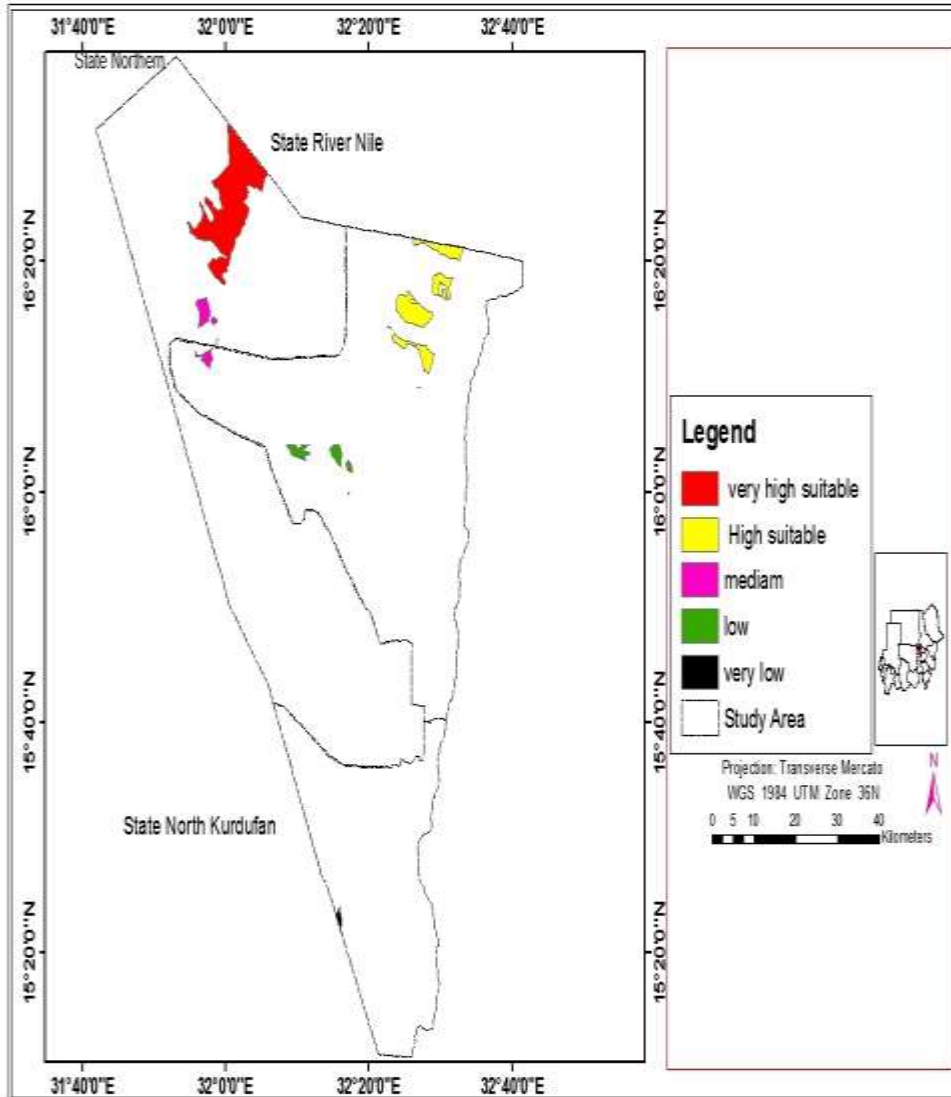 31°40'0"E 32°0'0"E 32°20'0"E 32°40'0"E
State Northern
State River Nile
16°20'0"N 16°20'0"N
16°0'0"N 16°0'0"N
15°40'0"N 15°40'0"N
15°20'0"N 15°20'0"N
State North Kurdufan
31°40'0"E 32°0'0"E 32°20'0"E 32°40'0"E
Legend
very high suitable
High suitable
mediam
low
very low
Study Area
Projection: Transverse Mercato
WGS 1984 UTM Zone 36N
N
0 5 10 20 30 40
Kilometers